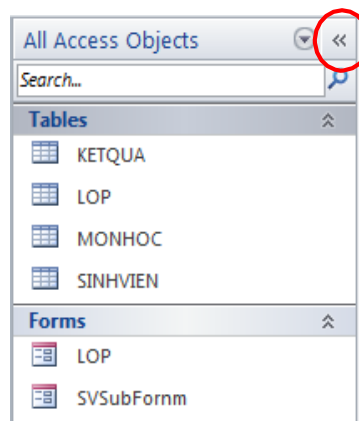 All Access Objects «
Search...
Tables
KETQUA
LOP
MONHOC
SINHVIEN
Forms
LOP
SVSubFornm